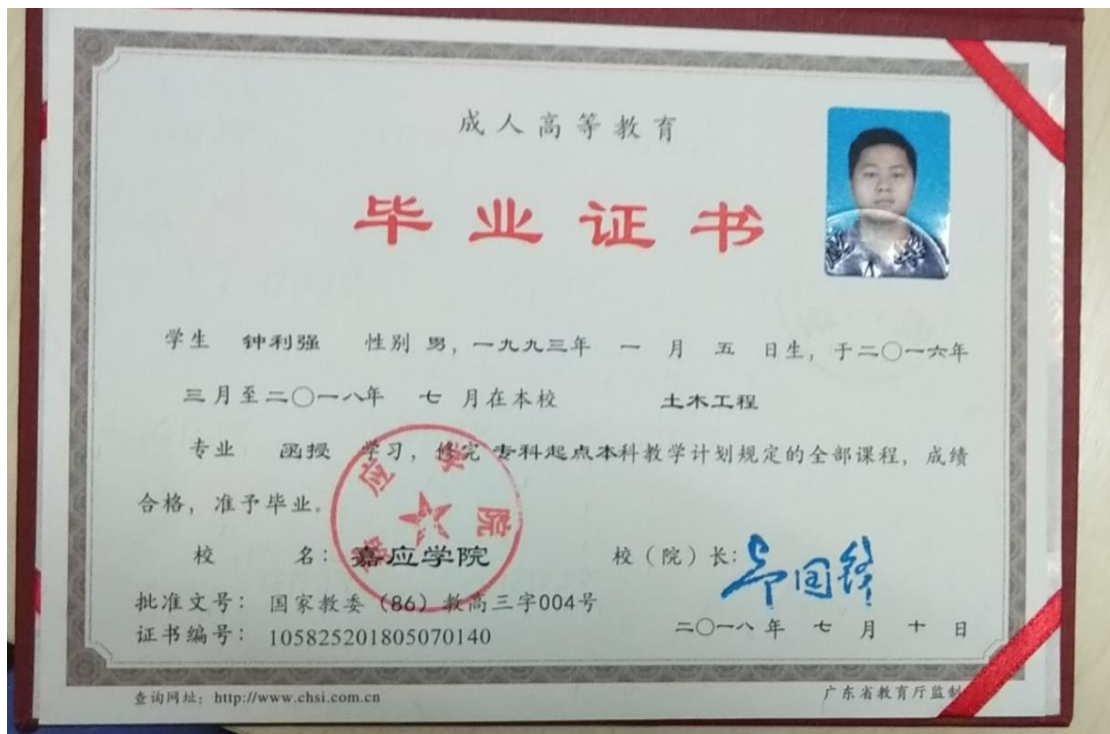 成人高等教育
毕业证书
学生 钟利强 性别 男，一九九三年 一 月 五 日生，于二〇一六年
三月至二〇一八年 七 月在本校 土木工程
专业 函授 学习，修完 专科起点本科教学计划规定的全部课程，成绩
合格，准予毕业。
校 名：嘉应学院 校（院）长：
批准文号：国家教委（86）教高三字004号
证书编号：105825201805070140 二〇一八年 七 月 十 日
查询网址：http://www.chsi.com.cn 广东省教育厅监制
嘉应学院